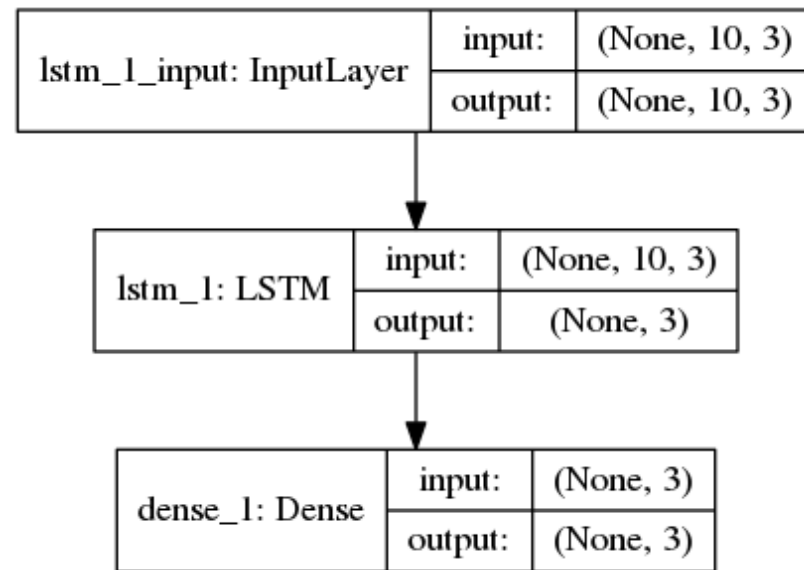 lstm_1_input: InputLayer
input: (None, 10, 3)
output: (None, 10, 3)
lstm_1: LSTM
input: (None, 10, 3)
output: (None, 3)
dense_1: Dense
input: (None, 3)
output: (None, 3)